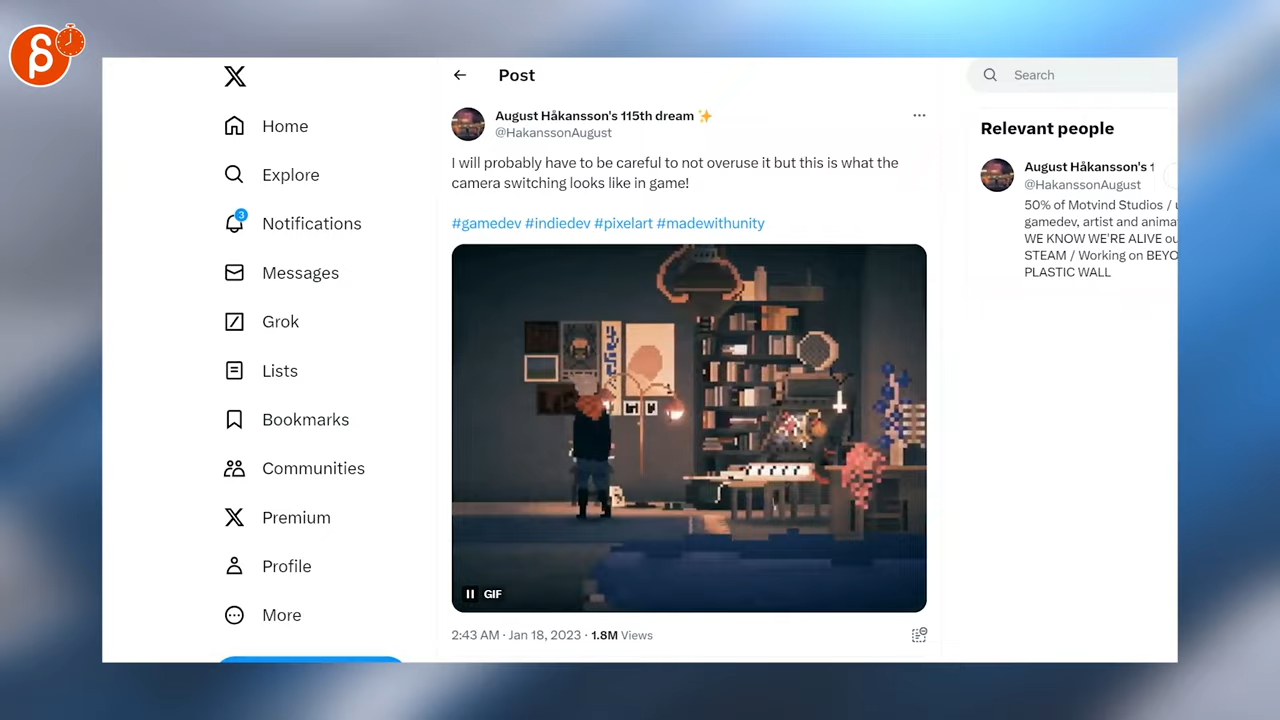 Home
Explore
3
Notifications
Messages
Grok
Lists
Bookmarks
Communities
Premium
Profile
More
Post
August Håkansson's 115th dream ✨
@HakanssonAugust
I will probably have to be careful to not overuse it but this is what the
camera switching looks like in game!
#gamedev #indiedev #pixelart #madewithunity
GIF
2:43 AM · Jan 18, 2023 · 1.8M Views
Search
Relevant people
August Håkansson's 1
@HakanssonAugust
50% of Motvind Studios /
gamedev, artist and anima
WE KNOW WE'RE ALIVE ou
STEAM / Working on BEYO
PLASTIC WALL